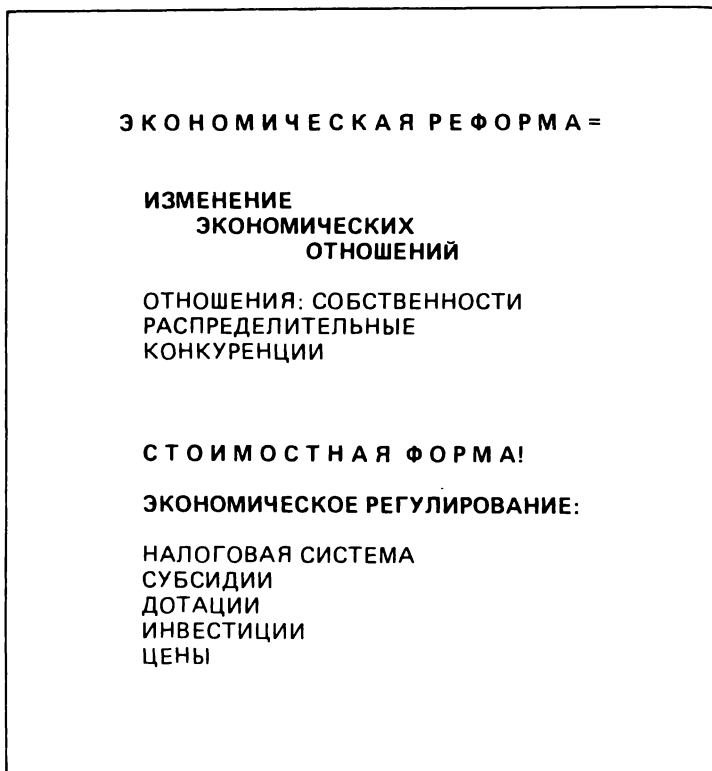 ЭКОНОМИЧЕСКАЯ РЕФОРМА=
ИЗМЕНЕНИЕ
ЭКОНОМИЧЕСКИХ
ОТНОШЕНИЙ
ОТНОШЕНИЯ: СОБСТВЕННОСТИ
РАСПРЕДЕЛИТЕЛЬНЫЕ
КОНКУРЕНЦИИ
СТОИМОСТНАЯ ФОРМА!
ЭКОНОМИЧЕСКОЕ РЕГУЛИРОВАНИЕ:
НАЛОГОВАЯ СИСТЕМА
СУБСИДИИ
ДОТАЦИИ
ИНВЕСТИЦИИ
ЦЕНЫ